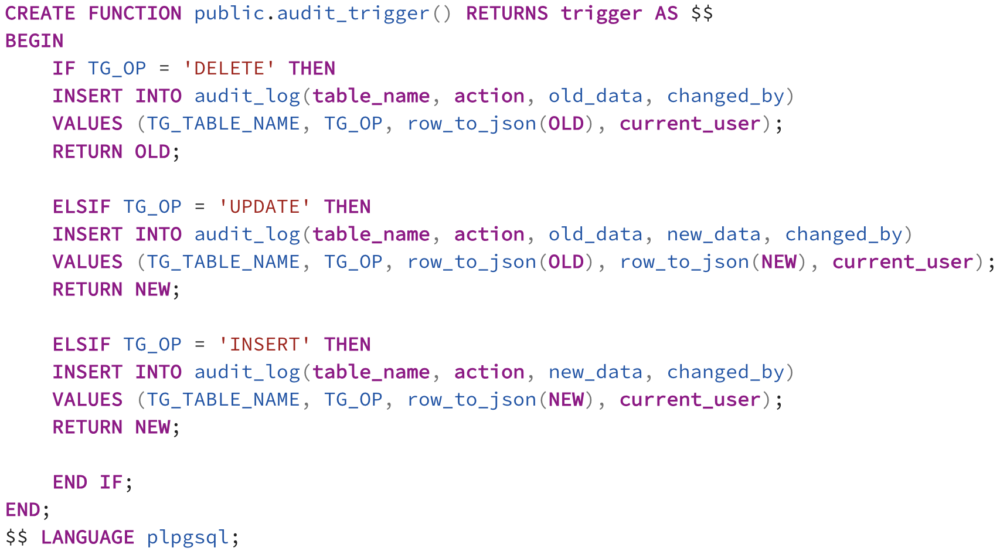 CREATE FUNCTION public.audit_trigger() RETURNS trigger AS $$
BEGIN
    IF TG_OP = 'DELETE' THEN
    INSERT INTO audit_log(table_name, action, old_data, changed_by)
    VALUES (TG_TABLE_NAME, TG_OP, row_to_json(OLD), current_user);
    RETURN OLD;

    ELSIF TG_OP = 'UPDATE' THEN
    INSERT INTO audit_log(table_name, action, old_data, new_data, changed_by)
    VALUES (TG_TABLE_NAME, TG_OP, row_to_json(OLD), row_to_json(NEW), current_user);
    RETURN NEW;

    ELSIF TG_OP = 'INSERT' THEN
    INSERT INTO audit_log(table_name, action, new_data, changed_by)
    VALUES (TG_TABLE_NAME, TG_OP, row_to_json(NEW), current_user);
    RETURN NEW;

    END IF;
END;
$$ LANGUAGE plpgsql;